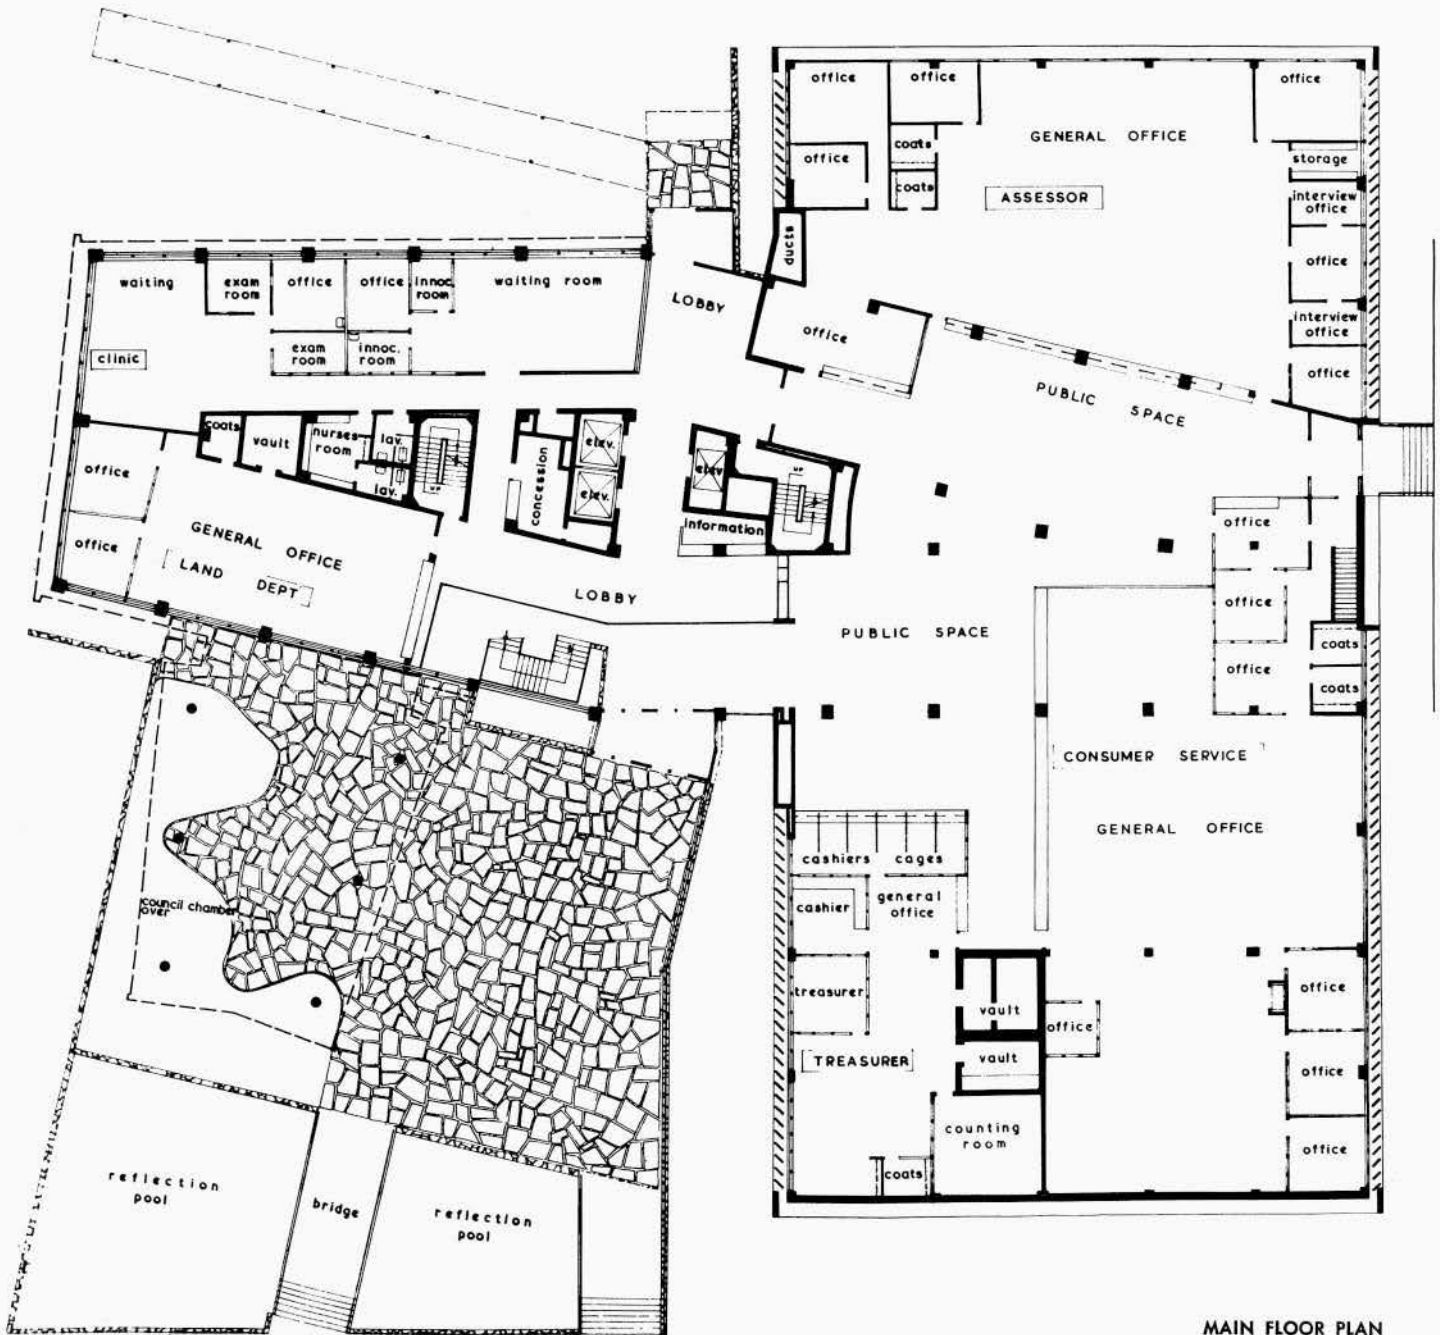 office
office
office
GENERAL OFFICE
coats
storage
office
coats
ASSESSOR
interview
office
ducts
office
waiting
exam
room
office
office
innoc.
room
waiting room
LOBBY
office
interview
office
clinic
exam
room
innoc.
room
office
PUBLIC SPACE
coats
vault
nurses
room
lav.
lav.
UP
concession
elev.
elev.
elev
UP
information
office
office
GENERAL OFFICE
LAND DEPT
LOBBY
office
office
office
PUBLIC SPACE
coats
coats
CONSUMER SERVICE
GENERAL OFFICE
cashiers cages
cashier
general
office
council chamber
over
treasurer
vault
office
office
TREASURER
vault
office
counting
room
coats
office
reflection
pool
bridge
reflection
pool
MAIN FLOOR PLAN